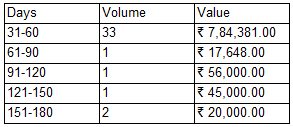 Days Volume Value
31-60 33 ₹ 7,84,381.00
61-90 1 ₹ 17,648.00
91-120 1 ₹ 56,000.00
121-150 1 ₹ 45,000.00
151-180 2 ₹ 20,000.00